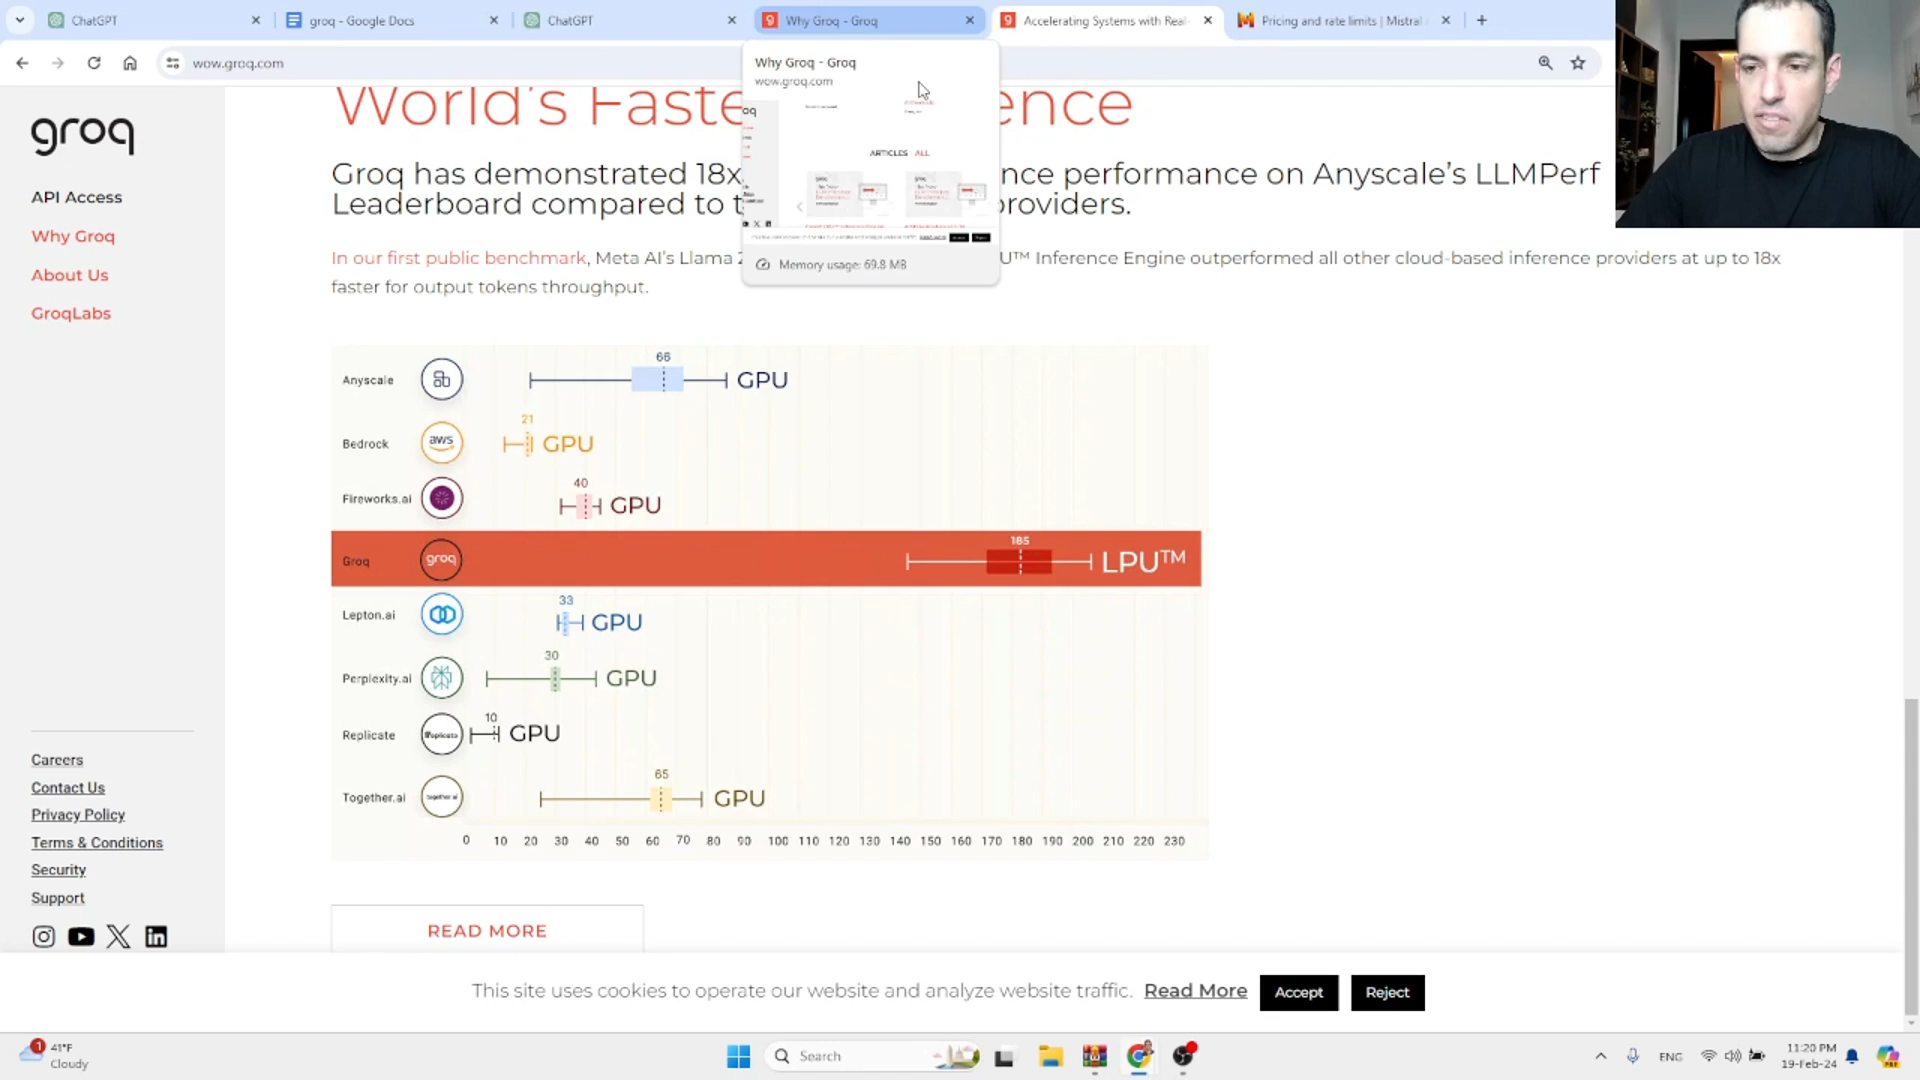 ChatGPT
groq - Google Docs
ChatGPT
Why Groq - Groq
Accelerating Systems with Real-
Pricing and rate limits | Mistral
wow.groq.com
Why Groq - Groq
wow.groq.com
ARTICLES ALL
Memory usage: 69.8 MB
groq
API Access
Why Groq
About Us
GroqLabs
Careers
Contact Us
Privacy Policy
Terms & Conditions
Security
Support
World's Faste ence
Groq has demonstrated 18x nce performance on Anyscale's LLMPerf
Leaderboard compared to t providers.
In our first public benchmark, Meta AI's Llama 2 U™ Inference Engine outperformed all other cloud-based inference providers at up to 18x
faster for output tokens throughput.
Anyscale 66 GPU
Bedrock aws 21 GPU
Fireworks.ai 40 GPU
Groq groq 185 LPU™
Lepton.ai 33 GPU
Perplexity.ai 30 GPU
Replicate 10 GPU
Together.ai together.ai 65 GPU
0 10 20 30 40 50 60 70 80 90 100 110 120 130 140 150 160 170 180 190 200 210 220 230
READ MORE
This site uses cookies to operate our website and analyze website traffic. Read More Accept Reject
1
41°F
Cloudy
Search
ENG
11:20 PM
19-Feb-24